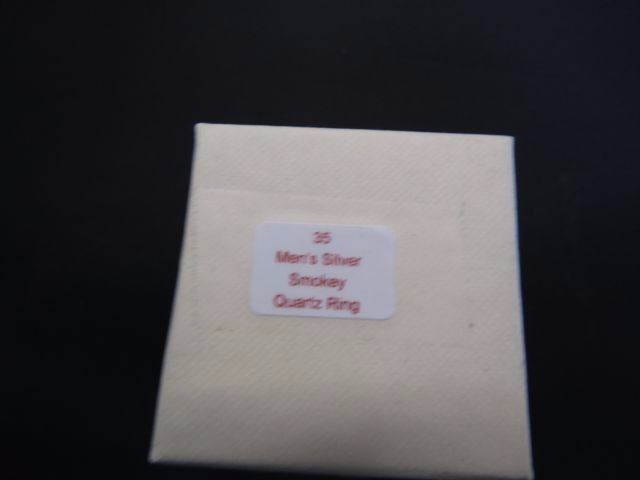 35
Men's Silver
Smokey
Quartz Ring